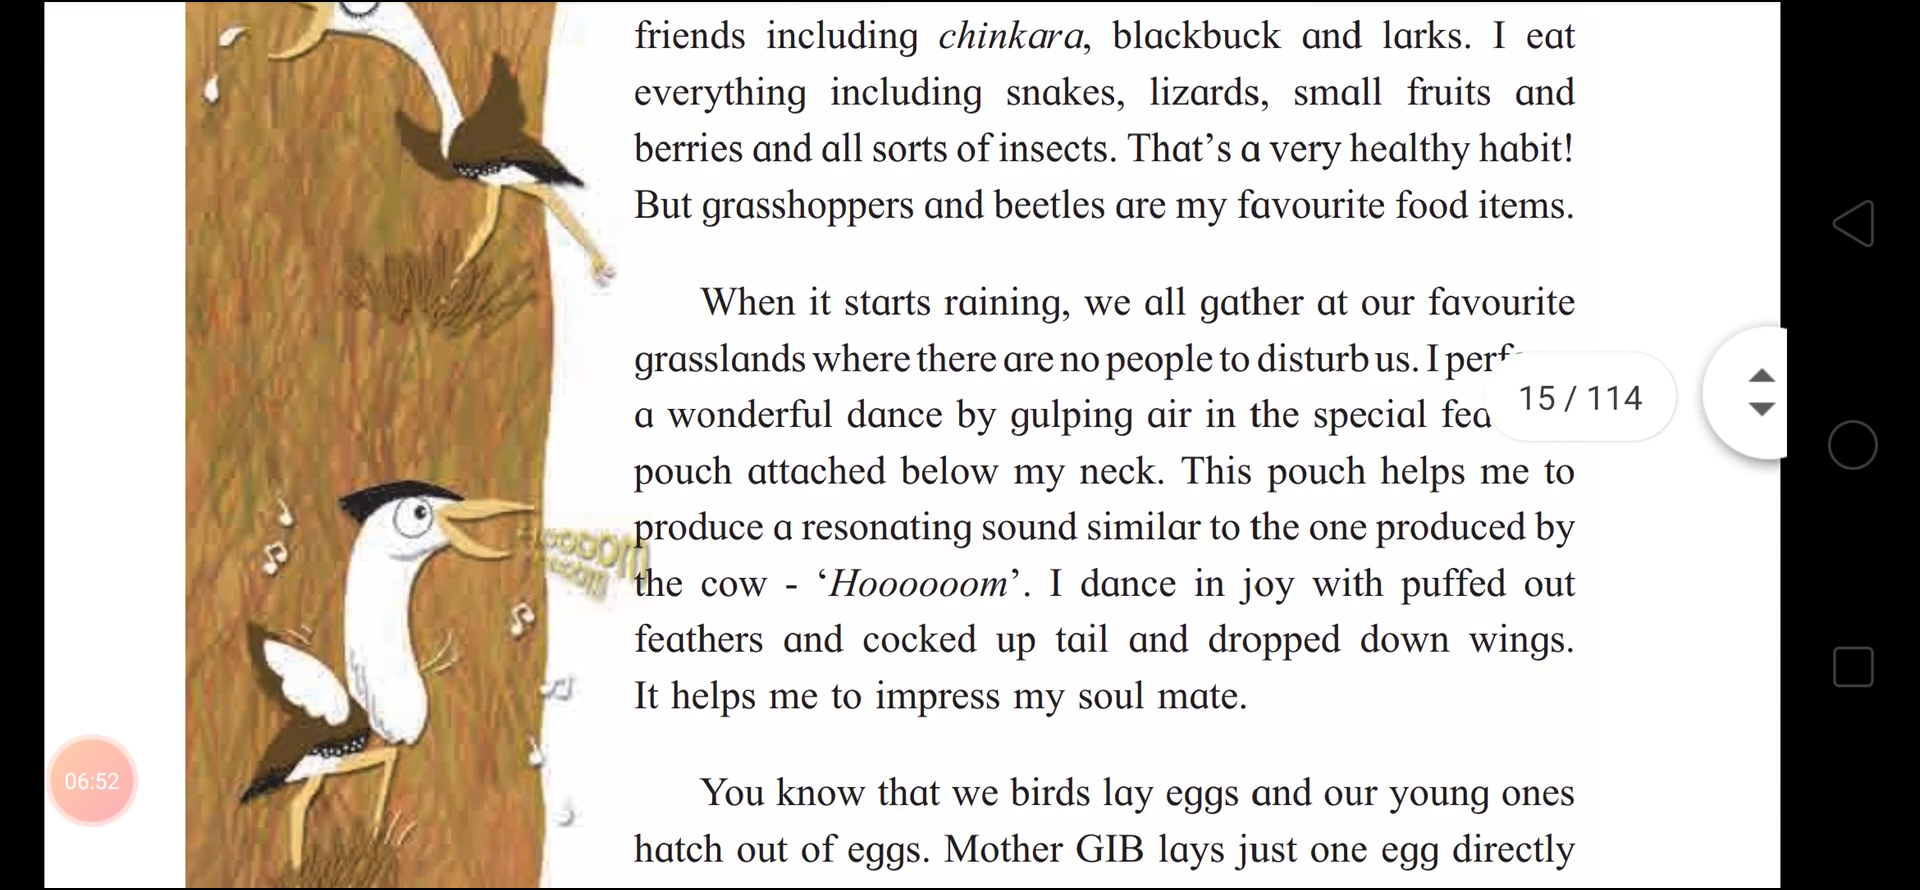 friends including chinkara, blackbuck and larks. I eat
everything including snakes, lizards, small fruits and
berries and all sorts of insects. That's a very healthy habit!
But grasshoppers and beetles are my favourite food items.
When it starts raining, we all gather at our favourite
grasslands where there are no people to disturb us. I
15 / 114
a wonderful dance by gulping air in the special
pouch attached below my neck. This pouch helps me to
produce a resonating sound similar to the one produced by
the cow - ‘Hoooooom’. I dance in joy with puffed out
feathers and cocked up tail and dropped down wings.
It helps me to impress my soul mate.
06:52
You know that we birds lay eggs and our young ones
hatch out of eggs. Mother GIB lays just one egg directly